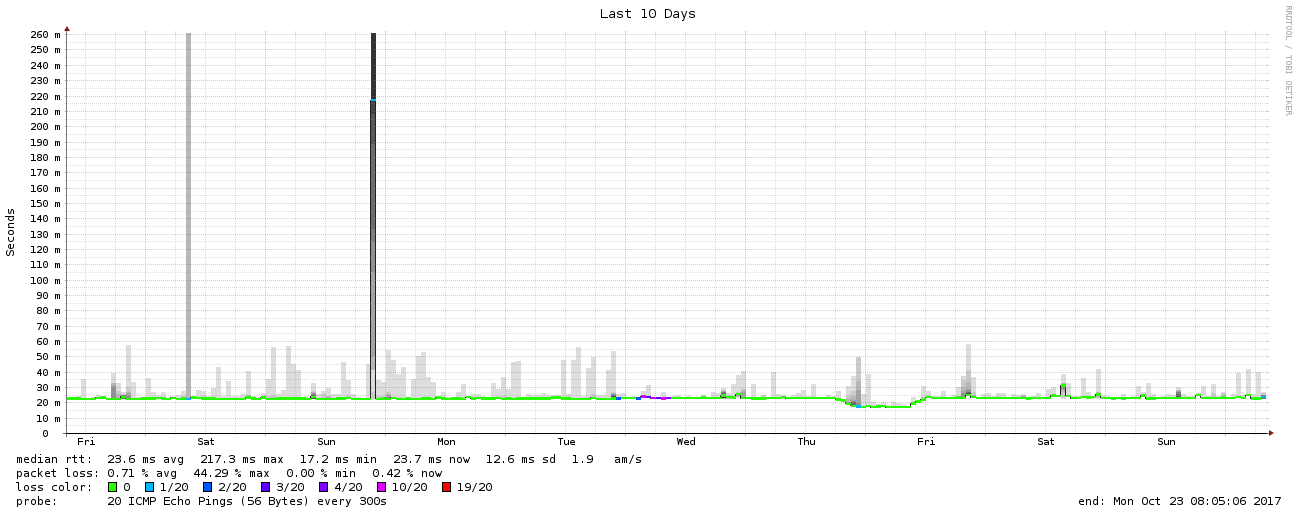 Last 10 Days
RRDTOOL / TOBI OETIKER
Seconds
260 m
250 m
240 m
230 m
220 m
210 m
200 m
190 m
180 m
170 m
160 m
150 m
140 m
130 m
120 m
110 m
100 m
90 m
80 m
70 m
60 m
50 m
40 m
30 m
20 m
10 m
0
Fri Sat Sun Mon Tue Wed Thu Fri Sat Sun
median rtt: 23.6 ms avg 217.3 ms max 17.2 ms min 23.7 ms now 12.6 ms sd 1.9 am/s
packet loss: 0.71 % avg 44.29 % max 0.00 % min 0.42 % now
loss color: 0 1/20 2/20 3/20 4/20 10/20 19/20
probe: 20 ICMP Echo Pings (56 Bytes) every 300s end: Mon Oct 23 08:05:06 2017